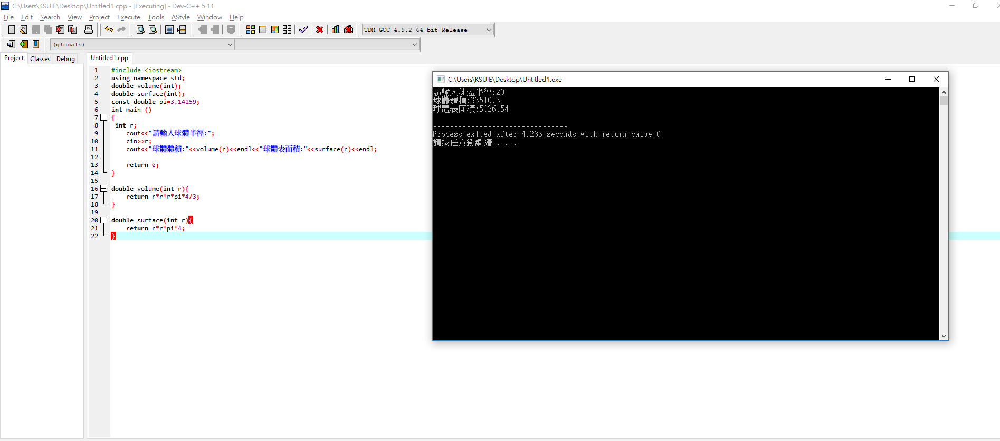 C:\Users\KSUIE\Desktop\Untitled1.cpp - [Executing] - Dev-C++ 5.11
File Edit Search View Project Execute Tools AStyle Window Help
TDM-GCC 4.9.2 64-bit Release
(globals)
Project Classes Debug
Untitled1.cpp
1 #include <iostream>
2 using namespace std;
3 double volume(int);
4 double surface(int);
5 const double pi=3.14159;
6 int main ()
7 {
8 int r;
9 cout<<"請輸入球體半徑:";
10 cin>>r;
11 cout<<"球體體積:"<<volume(r)<<endl<<"球體表面積:"<<surface(r)<<endl;
12
13 return 0;
14 }
15
16 double volume(int r){
17 return r*r*r*pi*4/3;
18 }
19
20 double surface(int r){
21 return r*r*pi*4;
22 }
C:\Users\KSUIE\Desktop\Untitled1.exe
請輸入球體半徑:20
球體體積:33510.3
球體表面積:5026.54
--------------------------------
Process exited after 4.283 seconds with return value 0
請按任意鍵繼續 . . .